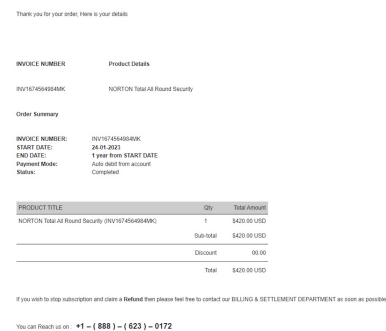 Thank you for your order, Here is your details
INVOICE NUMBER Product Details
INV1674564984MK NORTON Total All Round Security
Order Summary
INVOICE NUMBER: INV1674564984MK
START DATE: 24-01-2023
END DATE: 1 year from START DATE
Payment Mode: Auto debit from account
Status: Completed
PRODUCT TITLE Qty Total Amount
NORTON Total All Round Security (INV1674564984MK) 1 $420.00 USD
Sub-total $420.00 USD
Discount 00.00
Total $420.00 USD
If you wish to stop subscription and claim a Refund then please feel free to contact our BILLING & SETTLEMENT DEPARTMENT as soon as possible
You can Reach us on : +1 – ( 888 ) – ( 623 ) – 0172